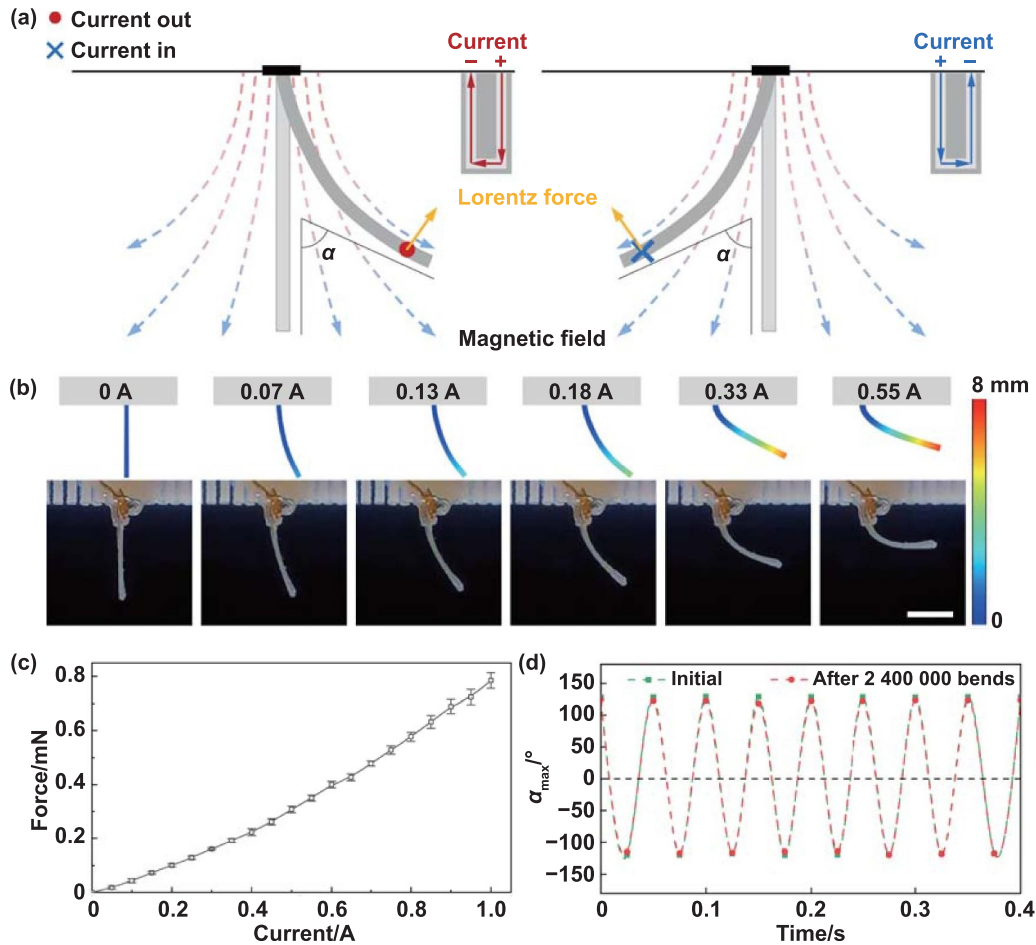 (a)
Current out
Current in
Current
− +
Current
+ −
Lorentz force
α
α
Magnetic field
(b)
0 A
0.07 A
0.13 A
0.18 A
0.33 A
0.55 A
8 mm
0
(c)
0.8
0.6
0.4
0.2
0
Force/mN
0 0.2 0.4 0.6 0.8 1.0
Current/A
(d)
Initial
After 2 400 000 bends
150
100
50
0
−50
−100
−150
αmax/°
0 0.1 0.2 0.3 0.4
Time/s